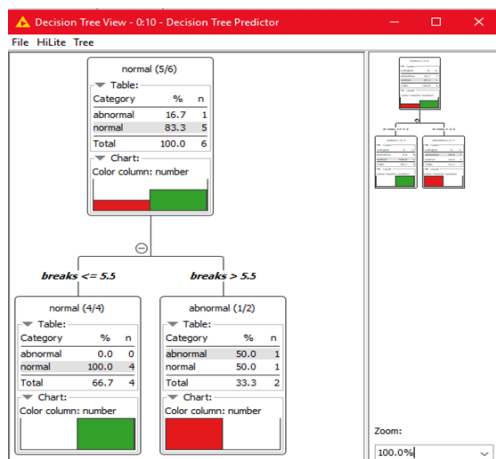 Decision Tree View - 0:10 - Decision Tree Predictor
File HiLite Tree
normal (5/6)
Table:
Category % n
abnormal 16.7 1
normal 83.3 5
Total 100.0 6
Chart:
Color column: number
breaks <= 5.5
breaks > 5.5
normal (4/4)
Table:
Category % n
abnormal 0.0 0
normal 100.0 4
Total 66.7 4
Chart:
Color column: number
abnormal (1/2)
Table:
Category % n
abnormal 50.0 1
normal 50.0 1
Total 33.3 2
Chart:
Color column: number
Zoom:
100.0%